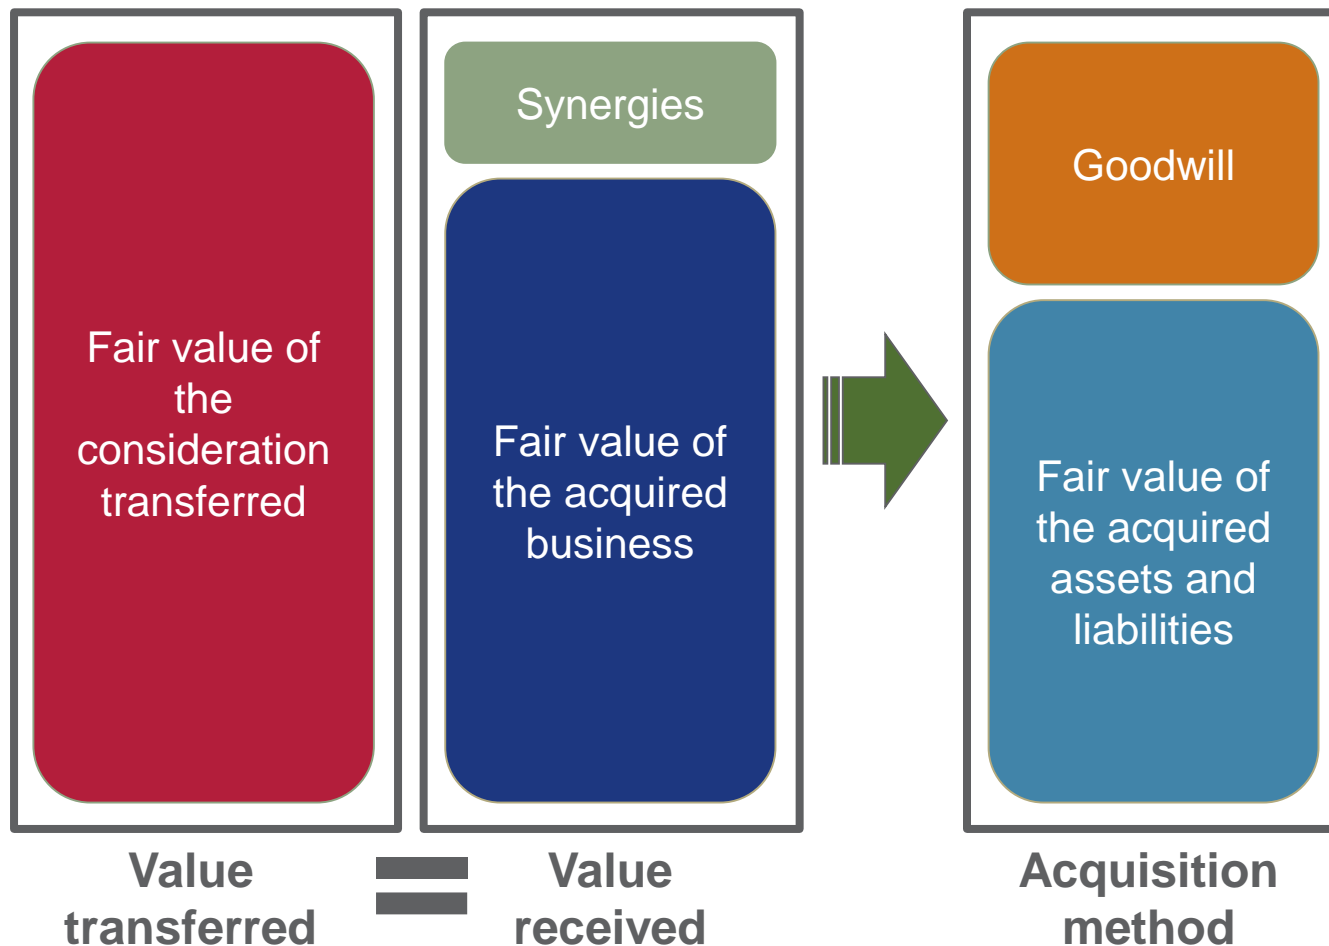 Fair value of
the
consideration
transferred
Synergies
Fair value of
the acquired
business
Goodwill
Fair value of
the acquired
assets and
liabilities
Value
transferred
=
Value
received
Acquisition
method